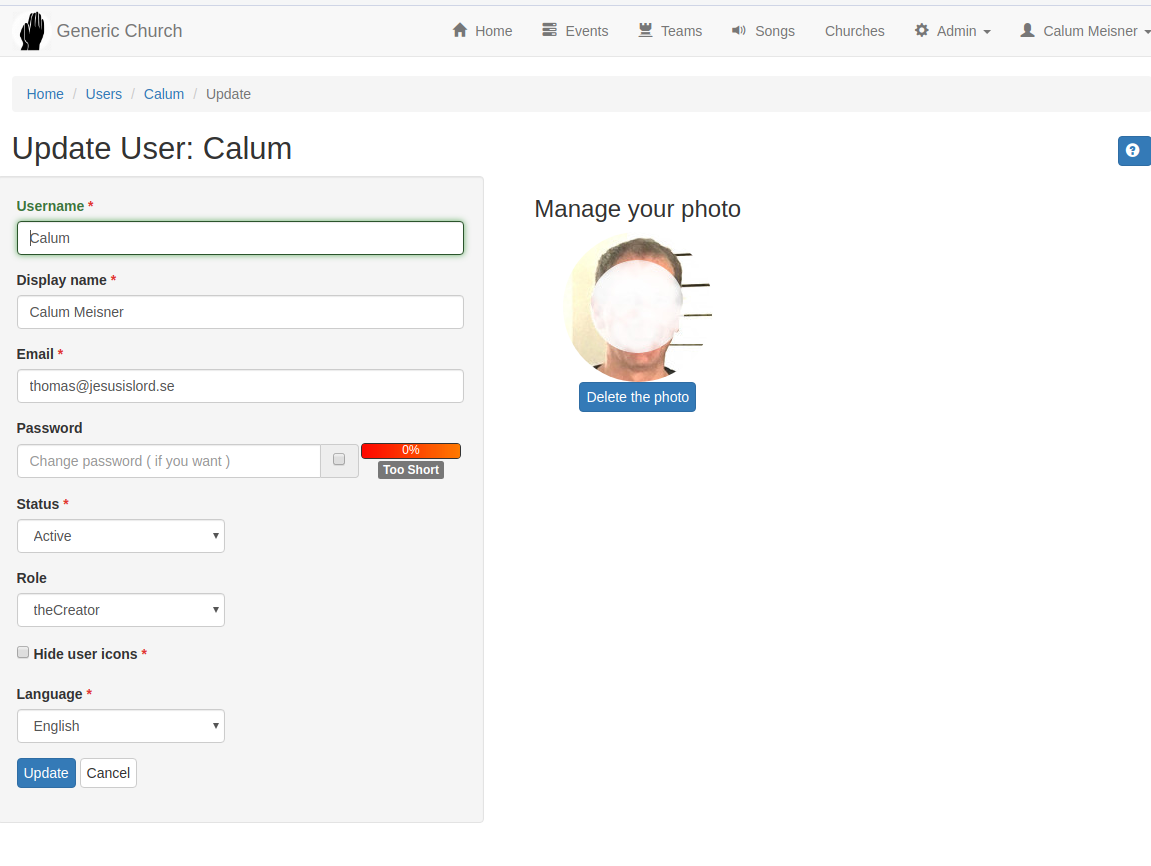 Generic Church Home Events Teams Songs Churches Admin Calum Meisner
Home / Users / Calum / Update
Update User: Calum
Username *
Calum
Display name *
Calum Meisner
Email *
thomas@jesusislord.se
Password
Change password ( if you want )
0%
Too Short
Status *
Active
Role
theCreator
Hide user icons *
Language *
English
Update Cancel
Manage your photo
Delete the photo